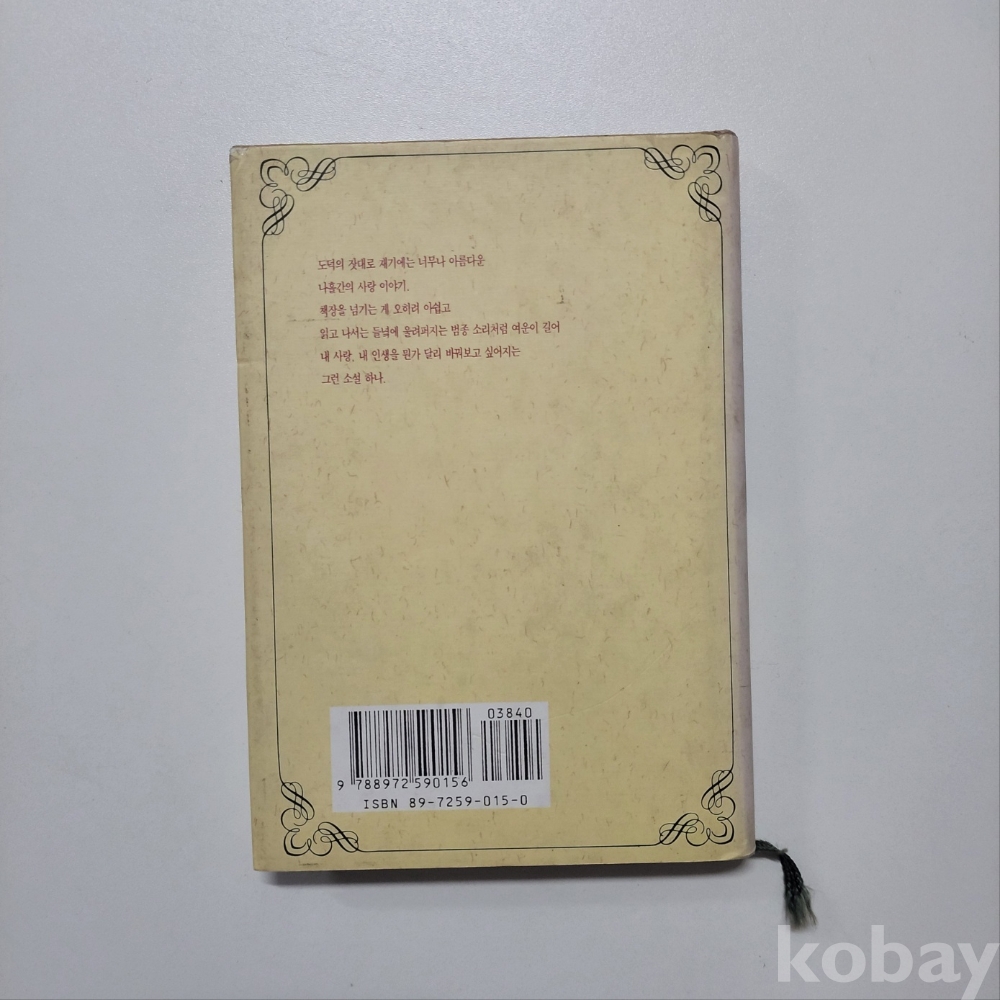 도덕의 잣대로 재기에는 너무나 아름다운
나흘간의 사랑 이야기.
책장을 넘기는 게 오히려 아쉽고
읽고 나서는 들녘에 울려퍼지는 범종 소리처럼 여운이 길어
내 사랑, 내 인생을 뭔가 달리 바꿔보고 싶어지는
그런 소설 하나.
03840
9 788972 590156
ISBN 89-7259-015-0
kobay